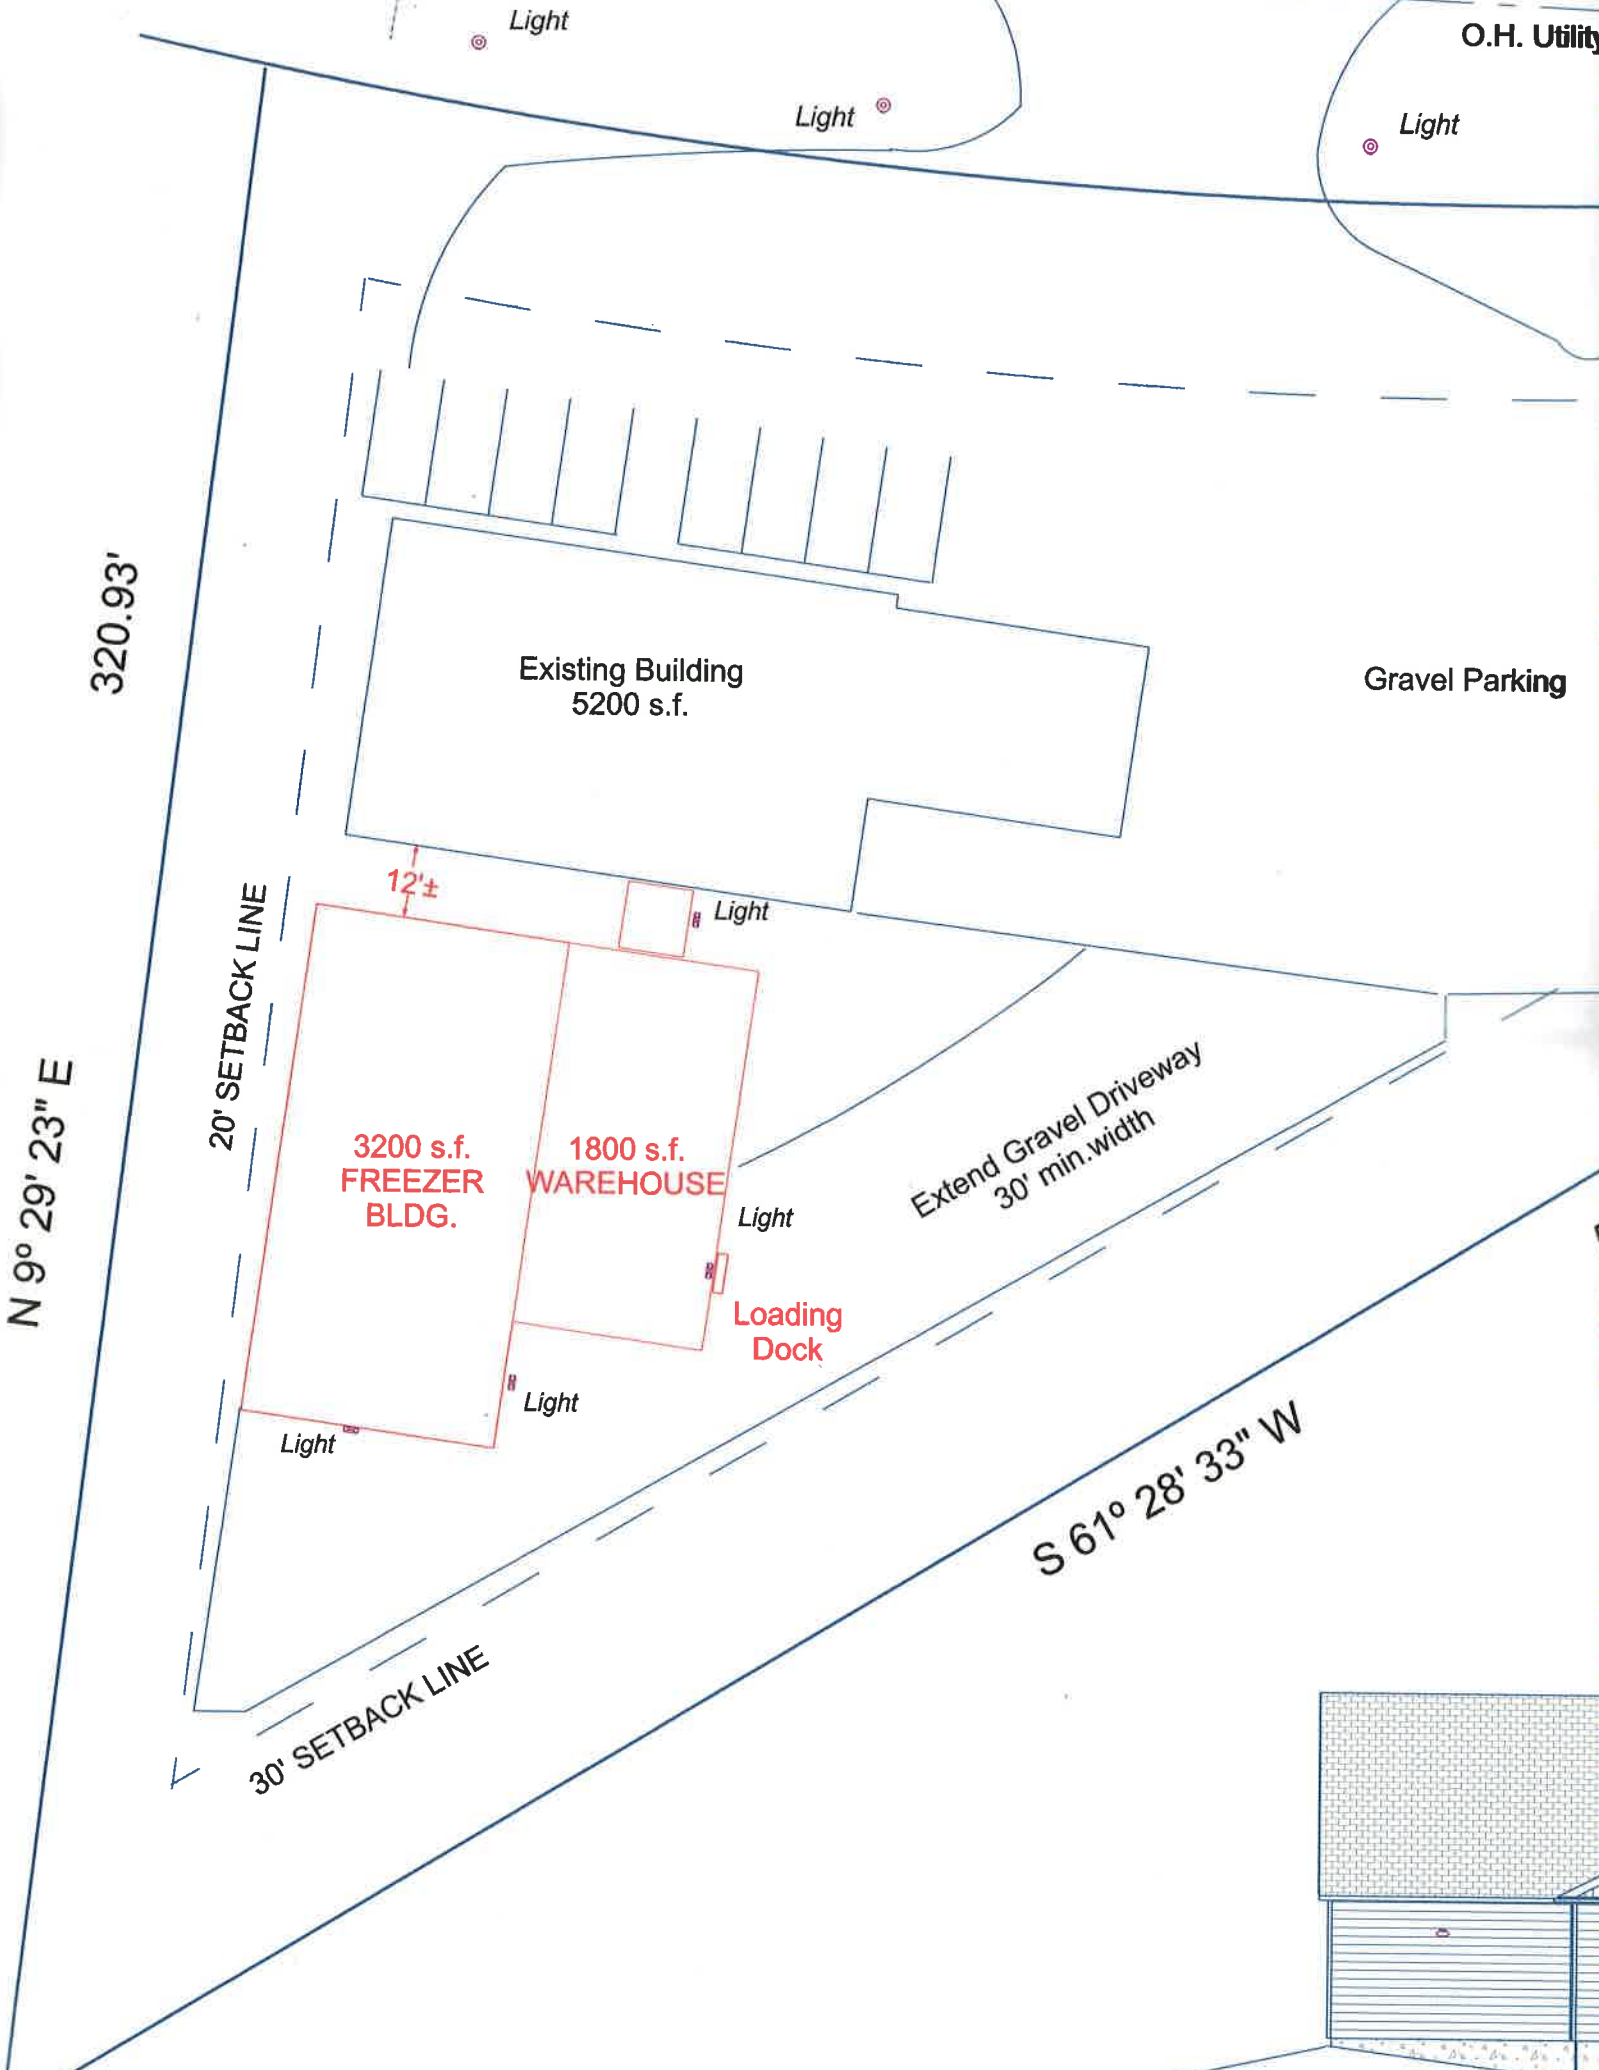 Light
O.H. Utility
Light
Light
320.93'
Existing Building
5200 s.f.
Gravel Parking
12'±
Light
20' SETBACK LINE
N 9º 29' 23" E
Extend Gravel Driveway
30' min.width
3200 s.f.
FREEZER
BLDG.
1800 s.f.
WAREHOUSE
Light
Loading
Dock
Light
Light
S 61º 28' 33" W
30' SETBACK LINE